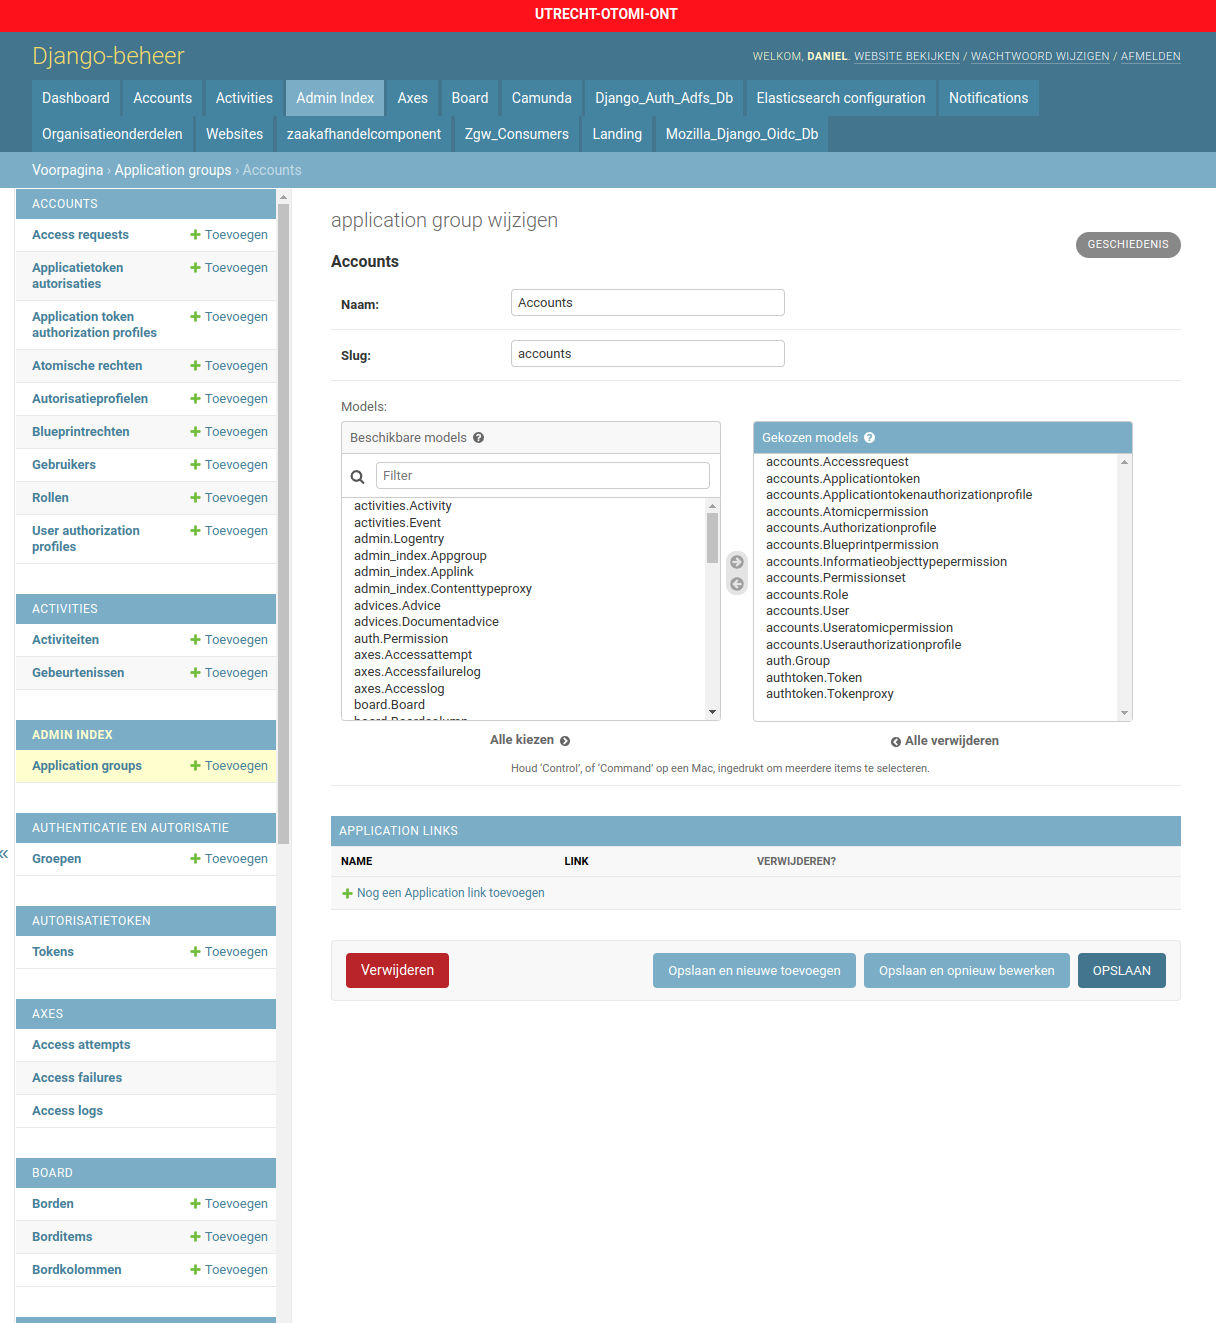 UTRECHT-OTOMI-ONT
Django-beheer
WELKOM, DANIEL. WEBSITE BEKIJKEN / WACHTWOORD WIJZIGEN / AFMELDEN
Dashboard Accounts Activities Admin Index Axes Board Camunda Django_Auth_Adfs_Db Elasticsearch configuration Notifications
Organisatieonderdelen Websites zaakafhandelcomponent Zgw_Consumers Landing Mozilla_Django_Oidc_Db
Voorpagina › Application groups › Accounts
ACCOUNTS
Access requests Toevoegen
Applicatietoken Toevoegen
autorisaties
Application token Toevoegen
authorization profiles
Atomische rechten Toevoegen
Autorisatieprofielen Toevoegen
Blueprintrechten Toevoegen
Gebruikers Toevoegen
Rollen Toevoegen
User authorization Toevoegen
profiles
ACTIVITIES
Activiteiten Toevoegen
Gebeurtenissen Toevoegen
ADMIN INDEX
Application groups Toevoegen
AUTHENTICATIE EN AUTORISATIE
Groepen Toevoegen
AUTORISATIETOKEN
Tokens Toevoegen
AXES
Access attempts
Access failures
Access logs
BOARD
Borden Toevoegen
Borditems Toevoegen
Bordkolommen Toevoegen
«
application group wijzigen
GESCHIEDENIS
Accounts
Naam: Accounts
Slug: accounts
Models:
Beschikbare models
Filter
activities.Activity
activities.Event
admin.Logentry
admin_index.Appgroup
admin_index.Applink
admin_index.Contenttypeproxy
advices.Advice
advices.Documentadvice
auth.Permission
axes.Accessattempt
axes.Accessfailurelog
axes.Accesslog
board.Board
board.Boardcolumn
Alle kiezen
Gekozen models
accounts.Accessrequest
accounts.Applicationtoken
accounts.Applicationtokenauthorizationprofile
accounts.Atomicpermission
accounts.Authorizationprofile
accounts.Blueprintpermission
accounts.Informatieobjecttypepermission
accounts.Permissionset
accounts.Role
accounts.User
accounts.Useratomicpermission
accounts.Userauthorizationprofile
auth.Group
authtoken.Token
authtoken.Tokenproxy
Alle verwijderen
Houd ‘Control’, of ‘Command’ op een Mac, ingedrukt om meerdere items te selecteren.
APPLICATION LINKS
NAME LINK VERWIJDEREN?
Nog een Application link toevoegen
Verwijderen Opslaan en nieuwe toevoegen Opslaan en opnieuw bewerken OPSLAAN